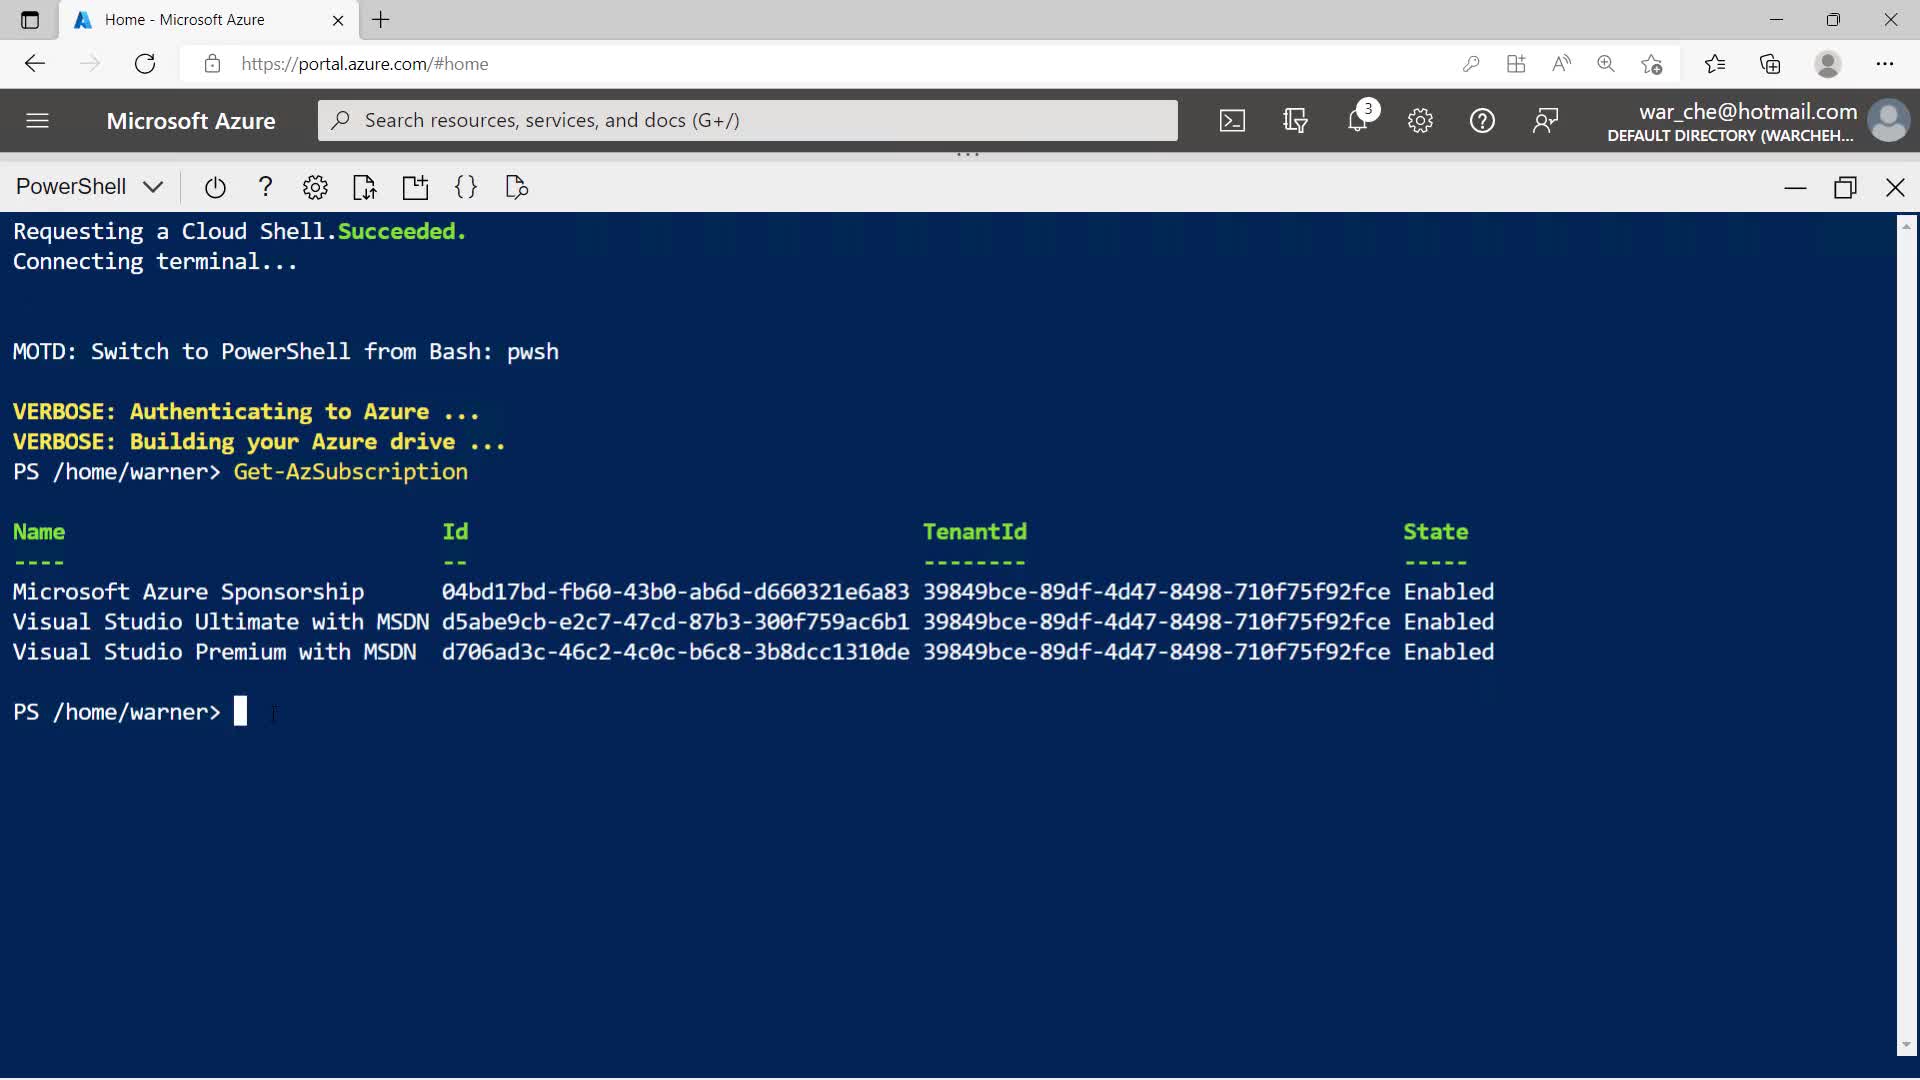 Home - Microsoft Azure
https://portal.azure.com/#home
Microsoft Azure
Search resources, services, and docs (G+/)
3
war_che@hotmail.com
DEFAULT DIRECTORY (WARCHEH...
PowerShell
Requesting a Cloud Shell.Succeeded.
Connecting terminal...
MOTD: Switch to PowerShell from Bash: pwsh
VERBOSE: Authenticating to Azure ...
VERBOSE: Building your Azure drive ...
PS /home/warner> Get-AzSubscription
Name Id TenantId State
---- -- -------- -----
Microsoft Azure Sponsorship 04bd17bd-fb60-43b0-ab6d-d660321e6a83 39849bce-89df-4d47-8498-710f75f92fce Enabled
Visual Studio Ultimate with MSDN d5abe9cb-e2c7-47cd-87b3-300f759ac6b1 39849bce-89df-4d47-8498-710f75f92fce Enabled
Visual Studio Premium with MSDN d706ad3c-46c2-4c0c-b6c8-3b8dcc1310de 39849bce-89df-4d47-8498-710f75f92fce Enabled
PS /home/warner>